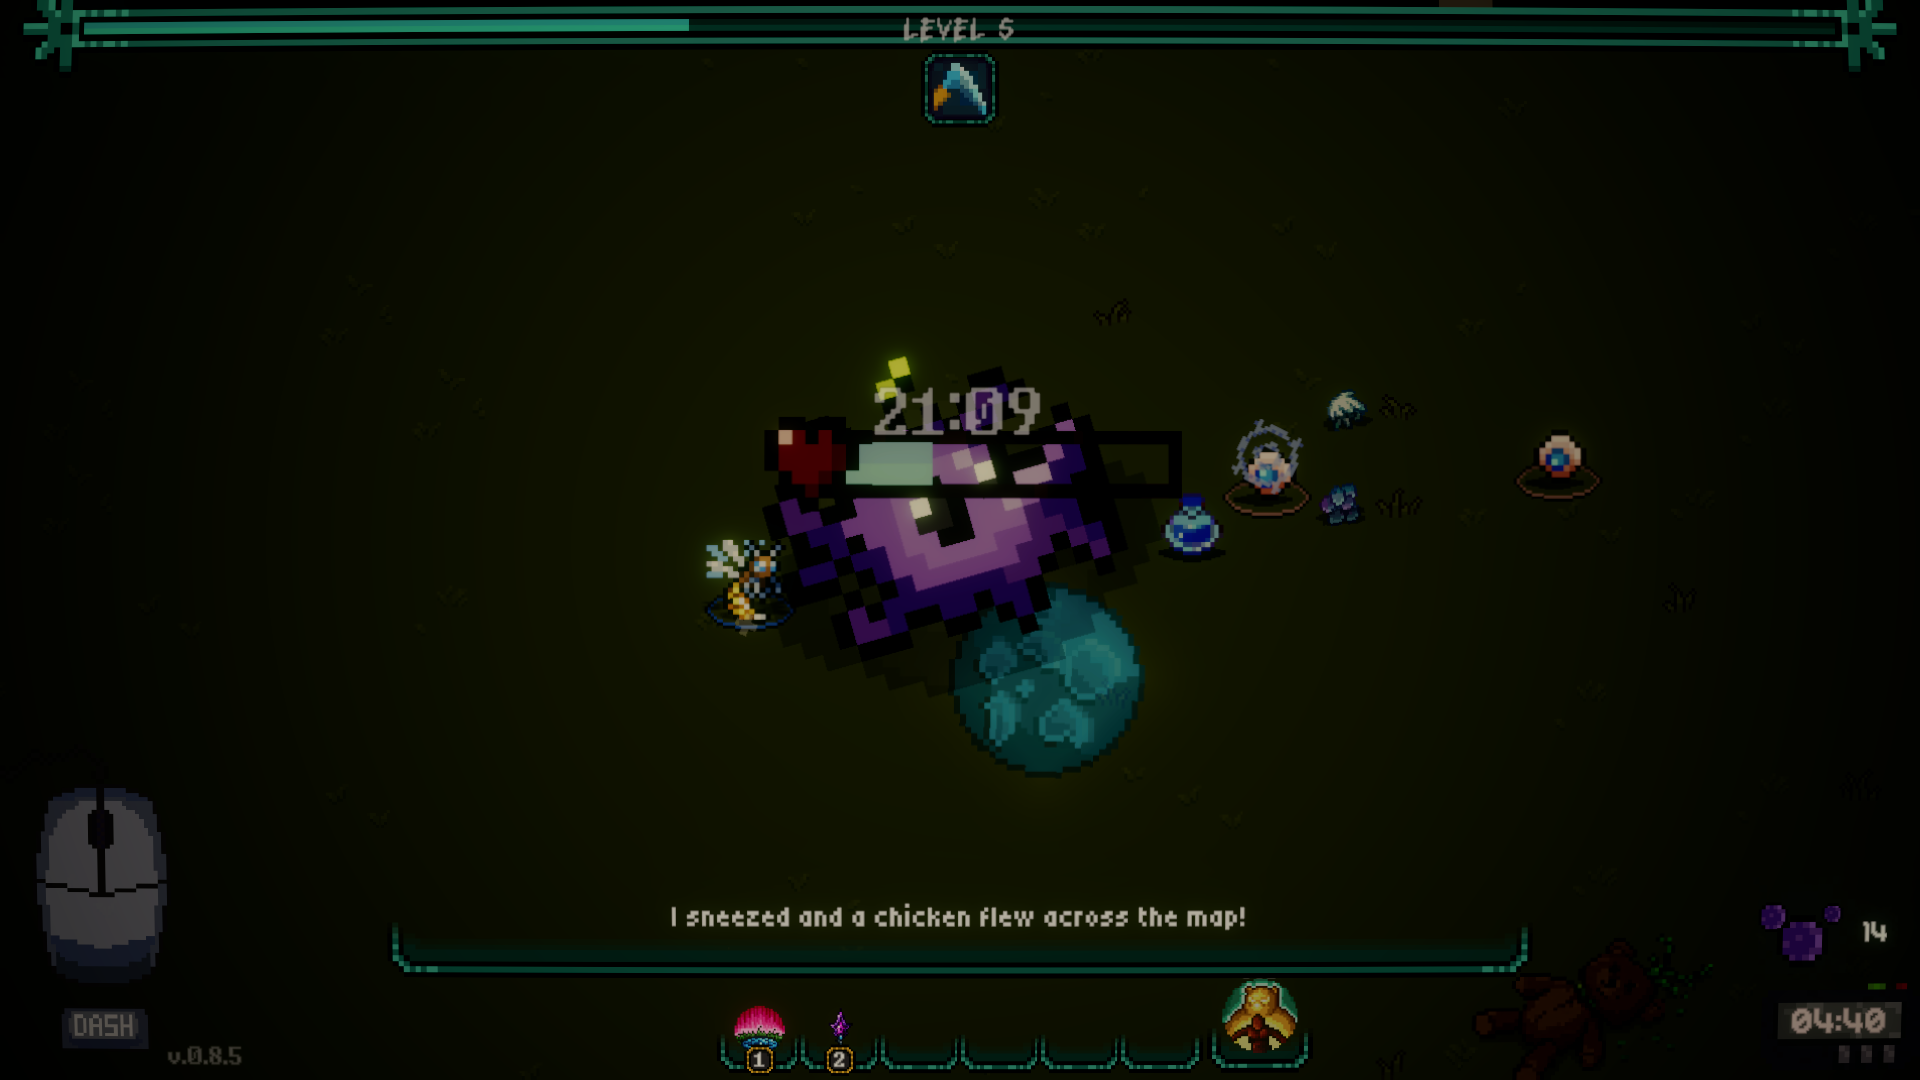 LEVEL 5
21:09
I sneezed and a chicken flew across the map!
14
04:40
DASH
v.0.8.5
1
2